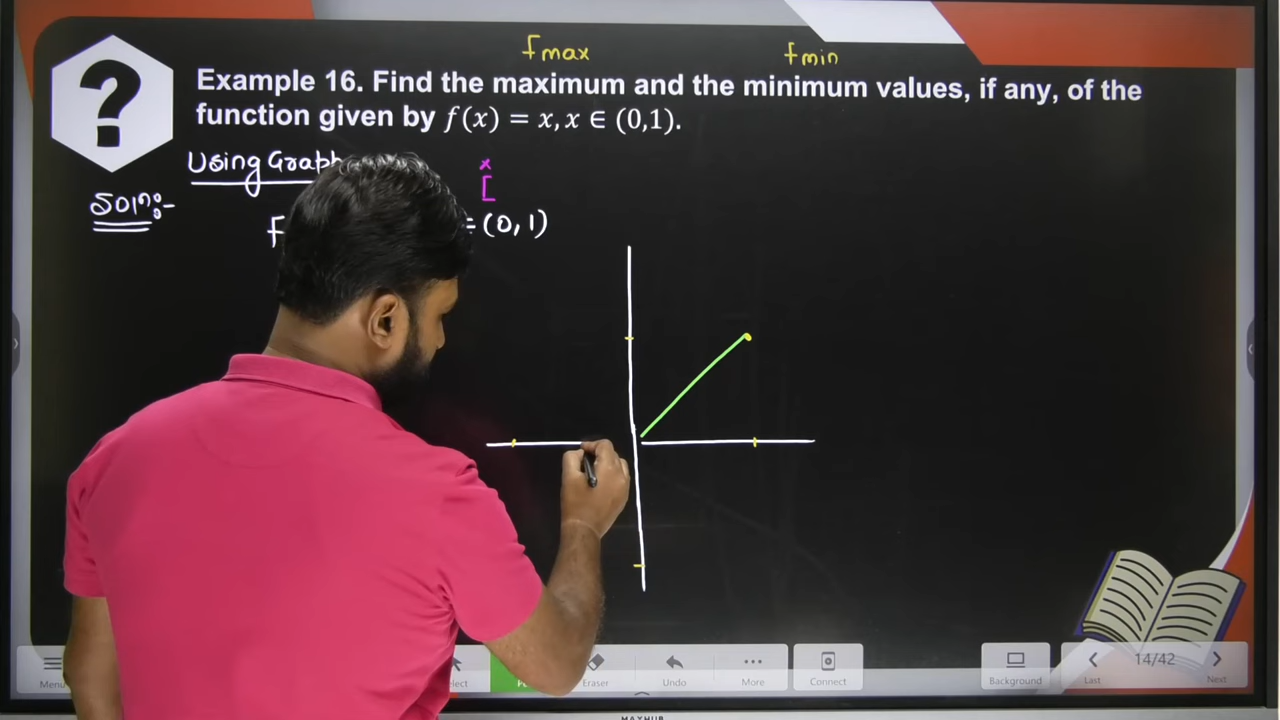 fmax fmin
Example 16. Find the maximum and the minimum values, if any, of the
function given by f(x) = x, x ∈ (0,1).
Using Graph
x
[
Soln:-
f = (0, 1)
Menu
Eraser
Undo
More
Connect
Background
Last
14/42
Next
MAXHUB